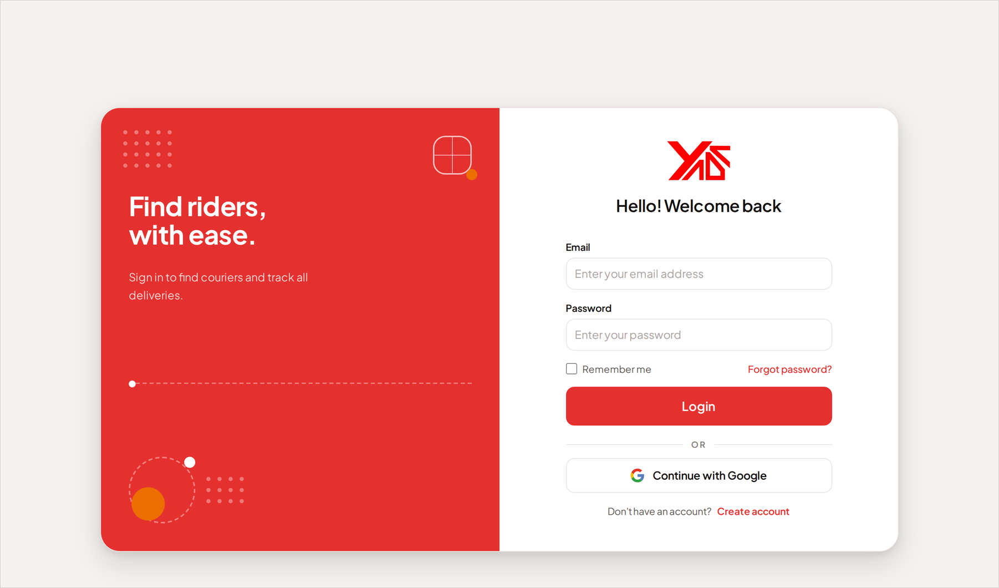 Find riders,
with ease.
Sign in to find couriers and track all
deliveries.
Hello! Welcome back
Email
Enter your email address
Password
Enter your password
Remember me
Forgot password?
Login
OR
Continue with Google
Don't have an account? Create account